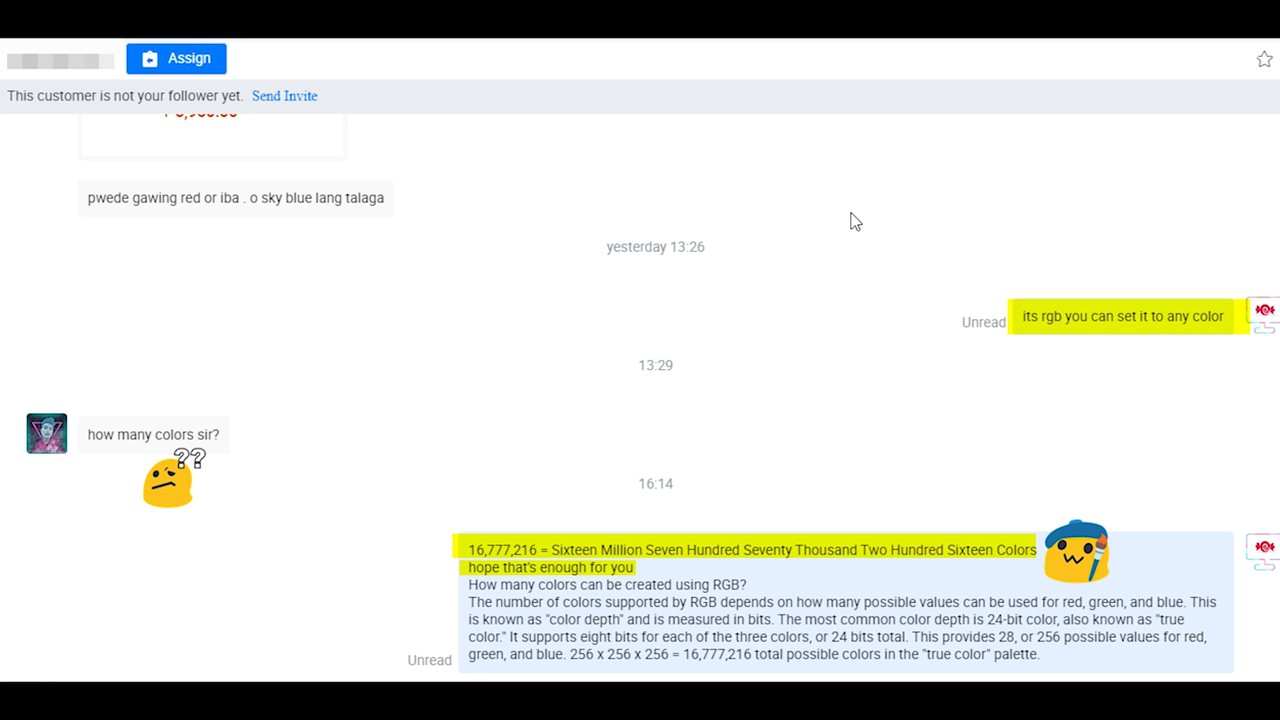 Assign
This customer is not your follower yet. Send Invite
pwede gawing red or iba . o sky blue lang talaga
yesterday 13:26
its rgb you can set it to any color
Unread
13:29
how many colors sir?
??
16:14
16,777,216 = Sixteen Million Seven Hundred Seventy Thousand Two Hundred Sixteen Colors
hope that's enough for you
How many colors can be created using RGB?
The number of colors supported by RGB depends on how many possible values can be used for red, green, and blue. This
is known as "color depth" and is measured in bits. The most common color depth is 24-bit color, also known as "true
color." It supports eight bits for each of the three colors, or 24 bits total. This provides 28, or 256 possible values for red,
green, and blue. 256 x 256 x 256 = 16,777,216 total possible colors in the "true color" palette.
Unread